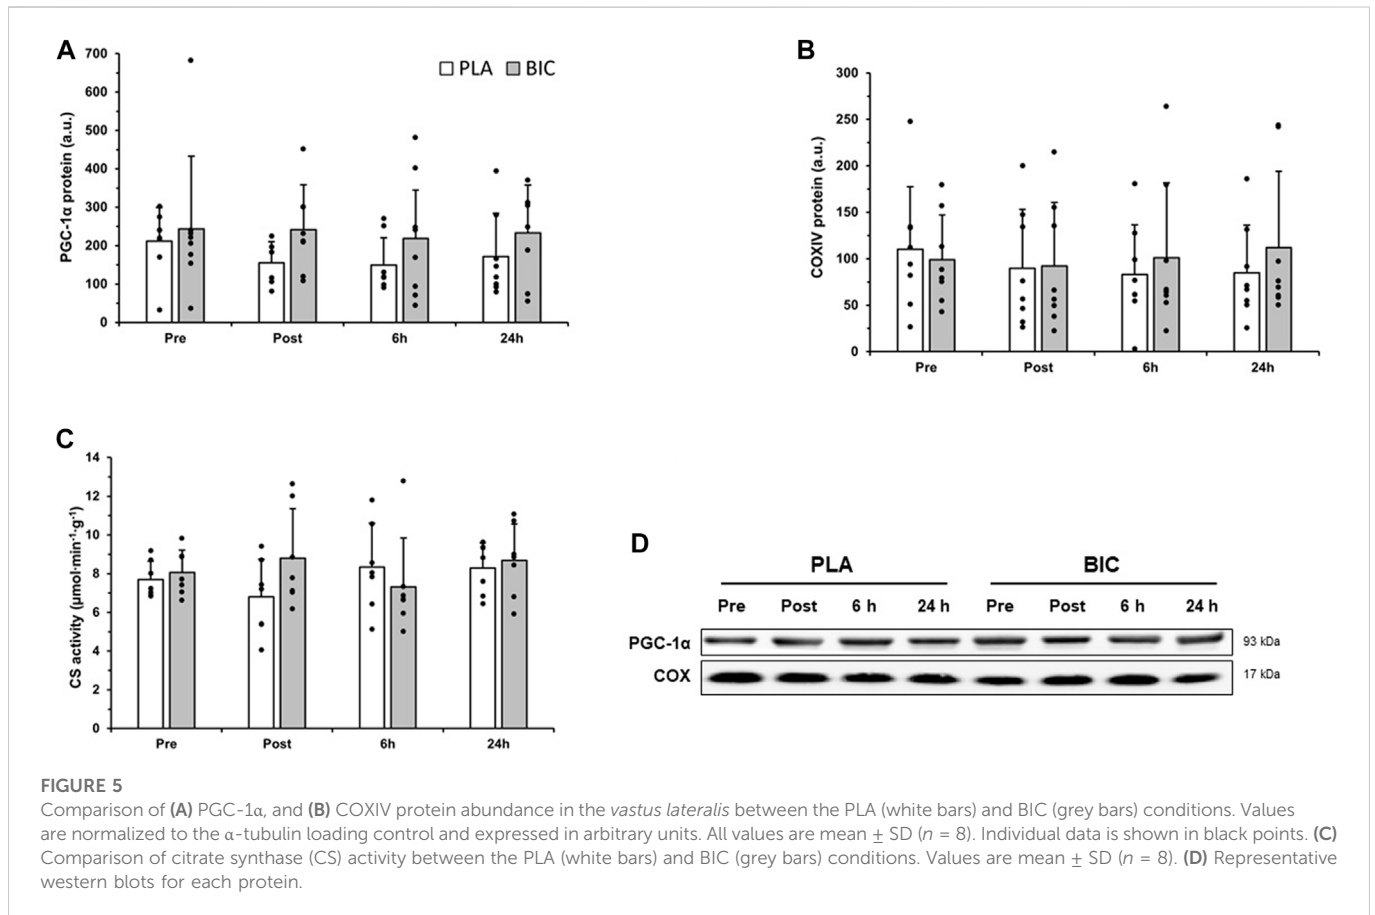 A
700
600
500
400
300
200
100
0
PGC-1α protein (a.u.)
PLA BIC
Pre Post 6h 24h
B
300
250
200
150
100
50
0
COXIV protein (a.u.)
Pre Post 6h 24h
C
14
12
10
8
6
4
2
0
CS activity (µmol·min⁻¹·g⁻¹)
Pre Post 6h 24h
D
PLA BIC
Pre Post 6 h 24 h Pre Post 6 h 24 h
PGC-1α 93 kDa
COX 17 kDa
FIGURE 5
Comparison of (A) PGC-1α, and (B) COXIV protein abundance in the vastus lateralis between the PLA (white bars) and BIC (grey bars) conditions. Values
are normalized to the α-tubulin loading control and expressed in arbitrary units. All values are mean ± SD (n = 8). Individual data is shown in black points. (C)
Comparison of citrate synthase (CS) activity between the PLA (white bars) and BIC (grey bars) conditions. Values are mean ± SD (n = 8). (D) Representative
western blots for each protein.